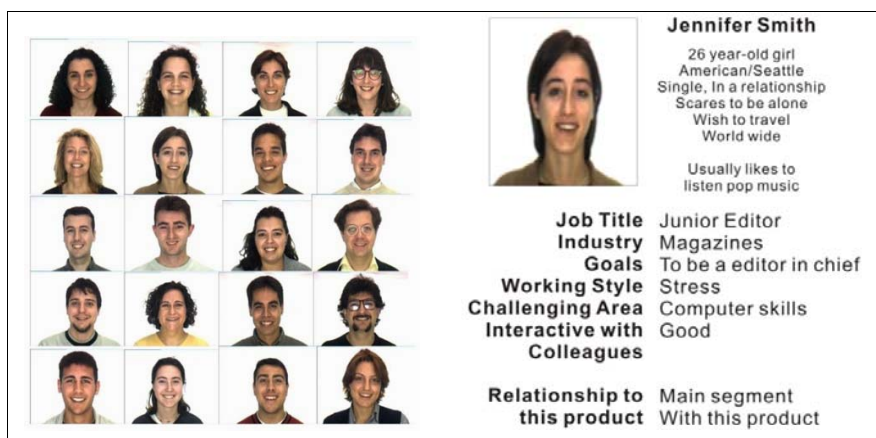 Jennifer Smith
26 year-old girl
American/Seattle
Single, In a relationship
Scares to be alone
Wish to travel
World wide
Usually likes to
listen pop music
Job Title Junior Editor
Industry Magazines
Goals To be a editor in chief
Working Style Stress
Challenging Area Computer skills
Interactive with Good
Colleagues
Relationship to Main segment
this product With this product